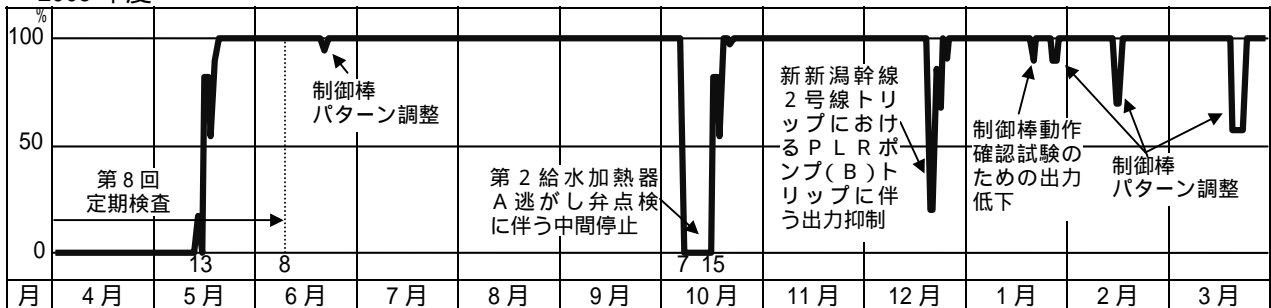 %
100
50
0
制御棒
パターン調整
第８回
定期検査
第２給水加熱器
Ａ逃がし弁点検
に伴う中間停止
新新潟幹線
２号線トリ
ップにおけ
るＰＬＲポ
ンプ(Ｂ)ト
リップに伴
う出力抑制
制御棒動作
確認試験の
ための出力
低下
制御棒
パターン調整
13
8
7
15
月
４月
５月
６月
７月
８月
９月
10月
11月
12月
１月
２月
３月